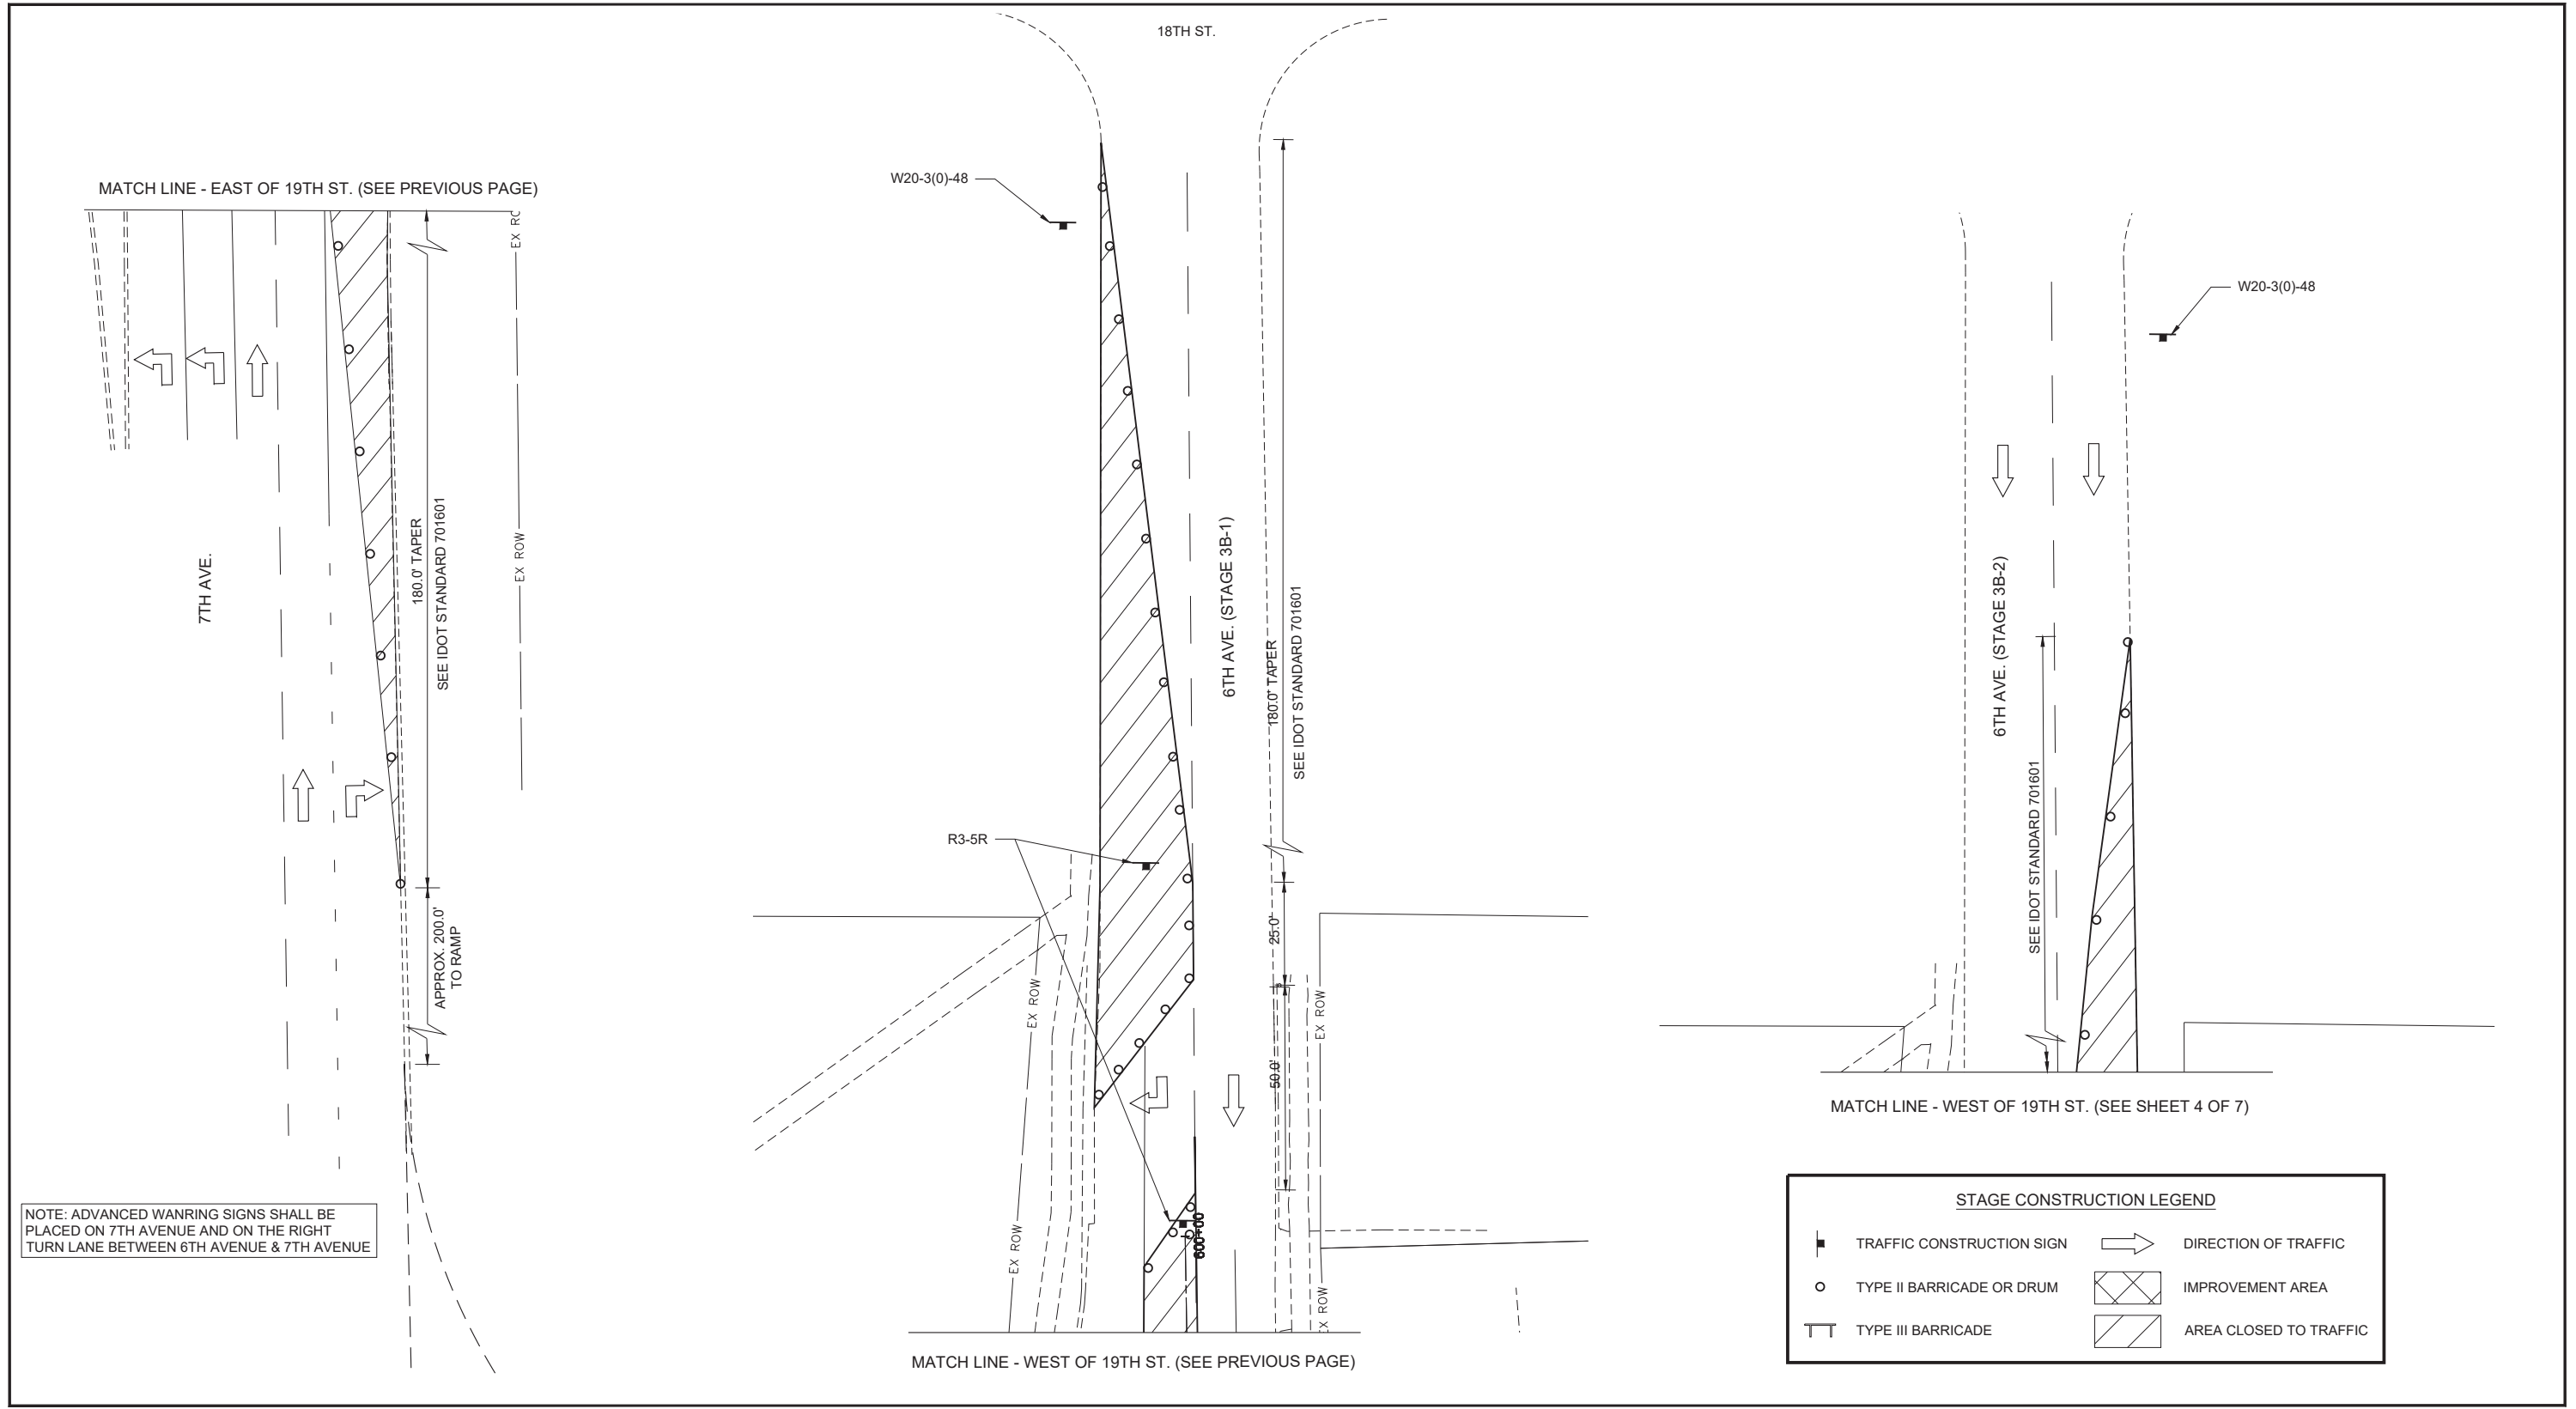 18TH ST.
MATCH LINE - EAST OF 19TH ST. (SEE PREVIOUS PAGE)
EX RO
EX ROW
7TH AVE.
180.0' TAPER
SEE IDOT STANDARD 701601
APPROX. 200.0'
TO RAMP
NOTE: ADVANCED WANRING SIGNS SHALL BE
PLACED ON 7TH AVENUE AND ON THE RIGHT
TURN LANE BETWEEN 6TH AVENUE & 7TH AVENUE
W20-3(0)-48
6TH AVE. (STAGE 3B-1)
180.0' TAPER
SEE IDOT STANDARD 701601
R3-5R
25.0'
50.0'
EX ROW
EX ROW
EX ROW
X ROW
600+00
MATCH LINE - WEST OF 19TH ST. (SEE PREVIOUS PAGE)
W20-3(0)-48
6TH AVE. (STAGE 3B-2)
SEE IDOT STANDARD 701601
MATCH LINE - WEST OF 19TH ST. (SEE SHEET 4 OF 7)
STAGE CONSTRUCTION LEGEND
TRAFFIC CONSTRUCTION SIGN
DIRECTION OF TRAFFIC
TYPE II BARRICADE OR DRUM
IMPROVEMENT AREA
TYPE III BARRICADE
AREA CLOSED TO TRAFFIC